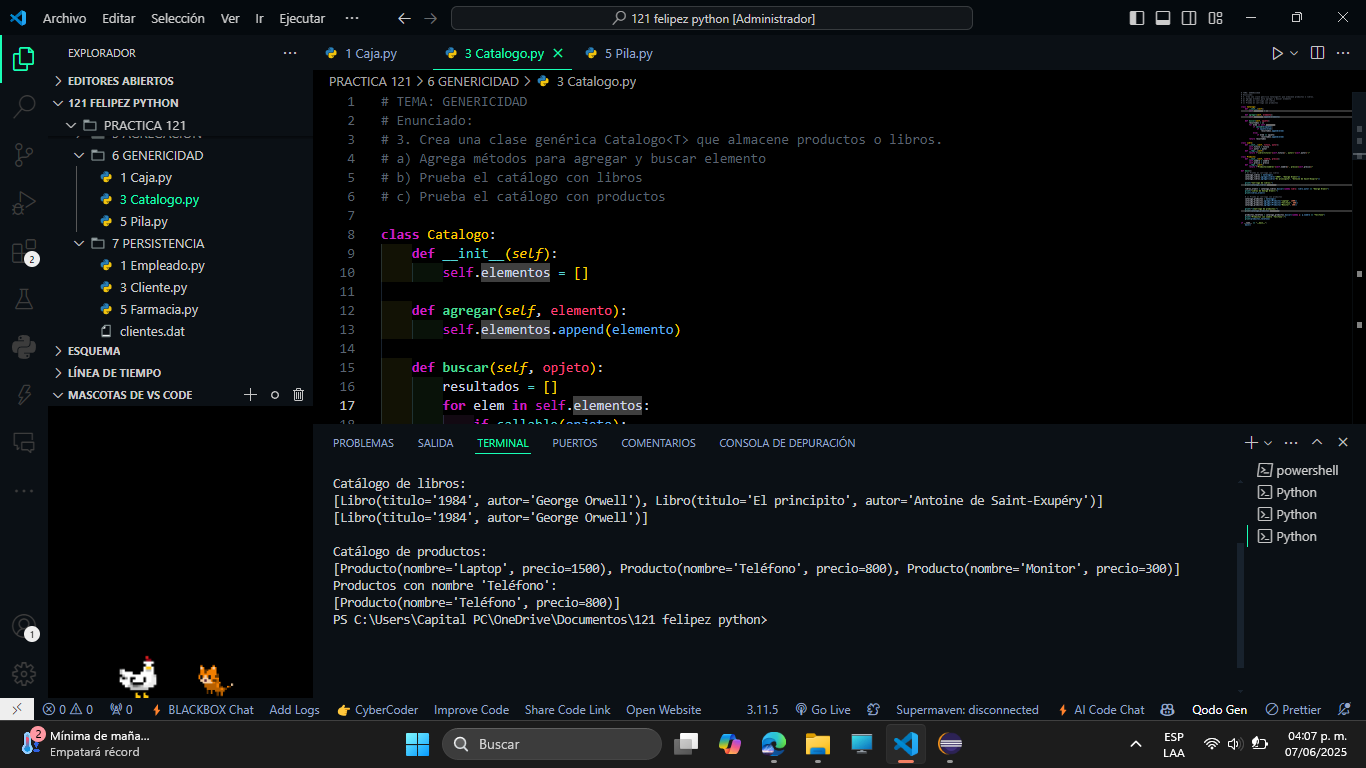 Archivo Editar Selección Ver Ir Ejecutar ··· 121 felipez python [Administrador]
EXPLORADOR
EDITORES ABIERTOS
121 FELIPEZ PYTHON
PRACTICA 121
6 GENERICIDAD
1 Caja.py
3 Catalogo.py
5 Pila.py
7 PERSISTENCIA
1 Empleado.py
3 Cliente.py
5 Farmacia.py
clientes.dat
ESQUEMA
LÍNEA DE TIEMPO
MASCOTAS DE VS CODE
2
1
1 Caja.py 3 Catalogo.py 5 Pila.py
PRACTICA 121 > 6 GENERICIDAD > 3 Catalogo.py
1 # TEMA: GENERICIDAD
2 # Enunciado:
3 # 3. Crea una clase genérica Catalogo<T> que almacene productos o libros.
4 # a) Agrega métodos para agregar y buscar elemento
5 # b) Prueba el catálogo con libros
6 # c) Prueba el catálogo con productos
7
8 class Catalogo:
9 def __init__(self):
10 self.elementos = []
11
12 def agregar(self, elemento):
13 self.elementos.append(elemento)
14
15 def buscar(self, opjeto):
16 resultados = []
17 for elem in self.elementos:
18 if callable(opjeto):
PROBLEMAS SALIDA TERMINAL PUERTOS COMENTARIOS CONSOLA DE DEPURACIÓN
Catálogo de libros:
[Libro(titulo='1984', autor='George Orwell'), Libro(titulo='El principito', autor='Antoine de Saint-Exupéry')]
[Libro(titulo='1984', autor='George Orwell')]
Catálogo de productos:
[Producto(nombre='Laptop', precio=1500), Producto(nombre='Teléfono', precio=800), Producto(nombre='Monitor', precio=300)]
Productos con nombre 'Teléfono':
[Producto(nombre='Teléfono', precio=800)]
PS C:\Users\Capital PC\OneDrive\Documentos\121 felipez python>
powershell
Python
Python
Python
0 0 0 BLACKBOX Chat Add Logs CyberCoder Improve Code Share Code Link Open Website 3.11.5 Go Live Supermaven: disconnected AI Code Chat Qodo Gen Prettier
2 Mínima de maña...
Empatará récord
Buscar
ESP
LAA
04:07 p. m.
07/06/2025